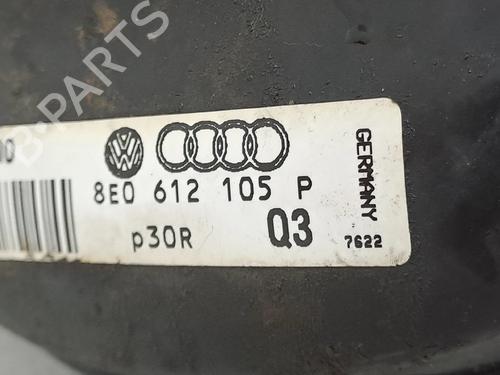 B-PARTS
8E0 612 105 P
p30R Q3
GERMANY
7622